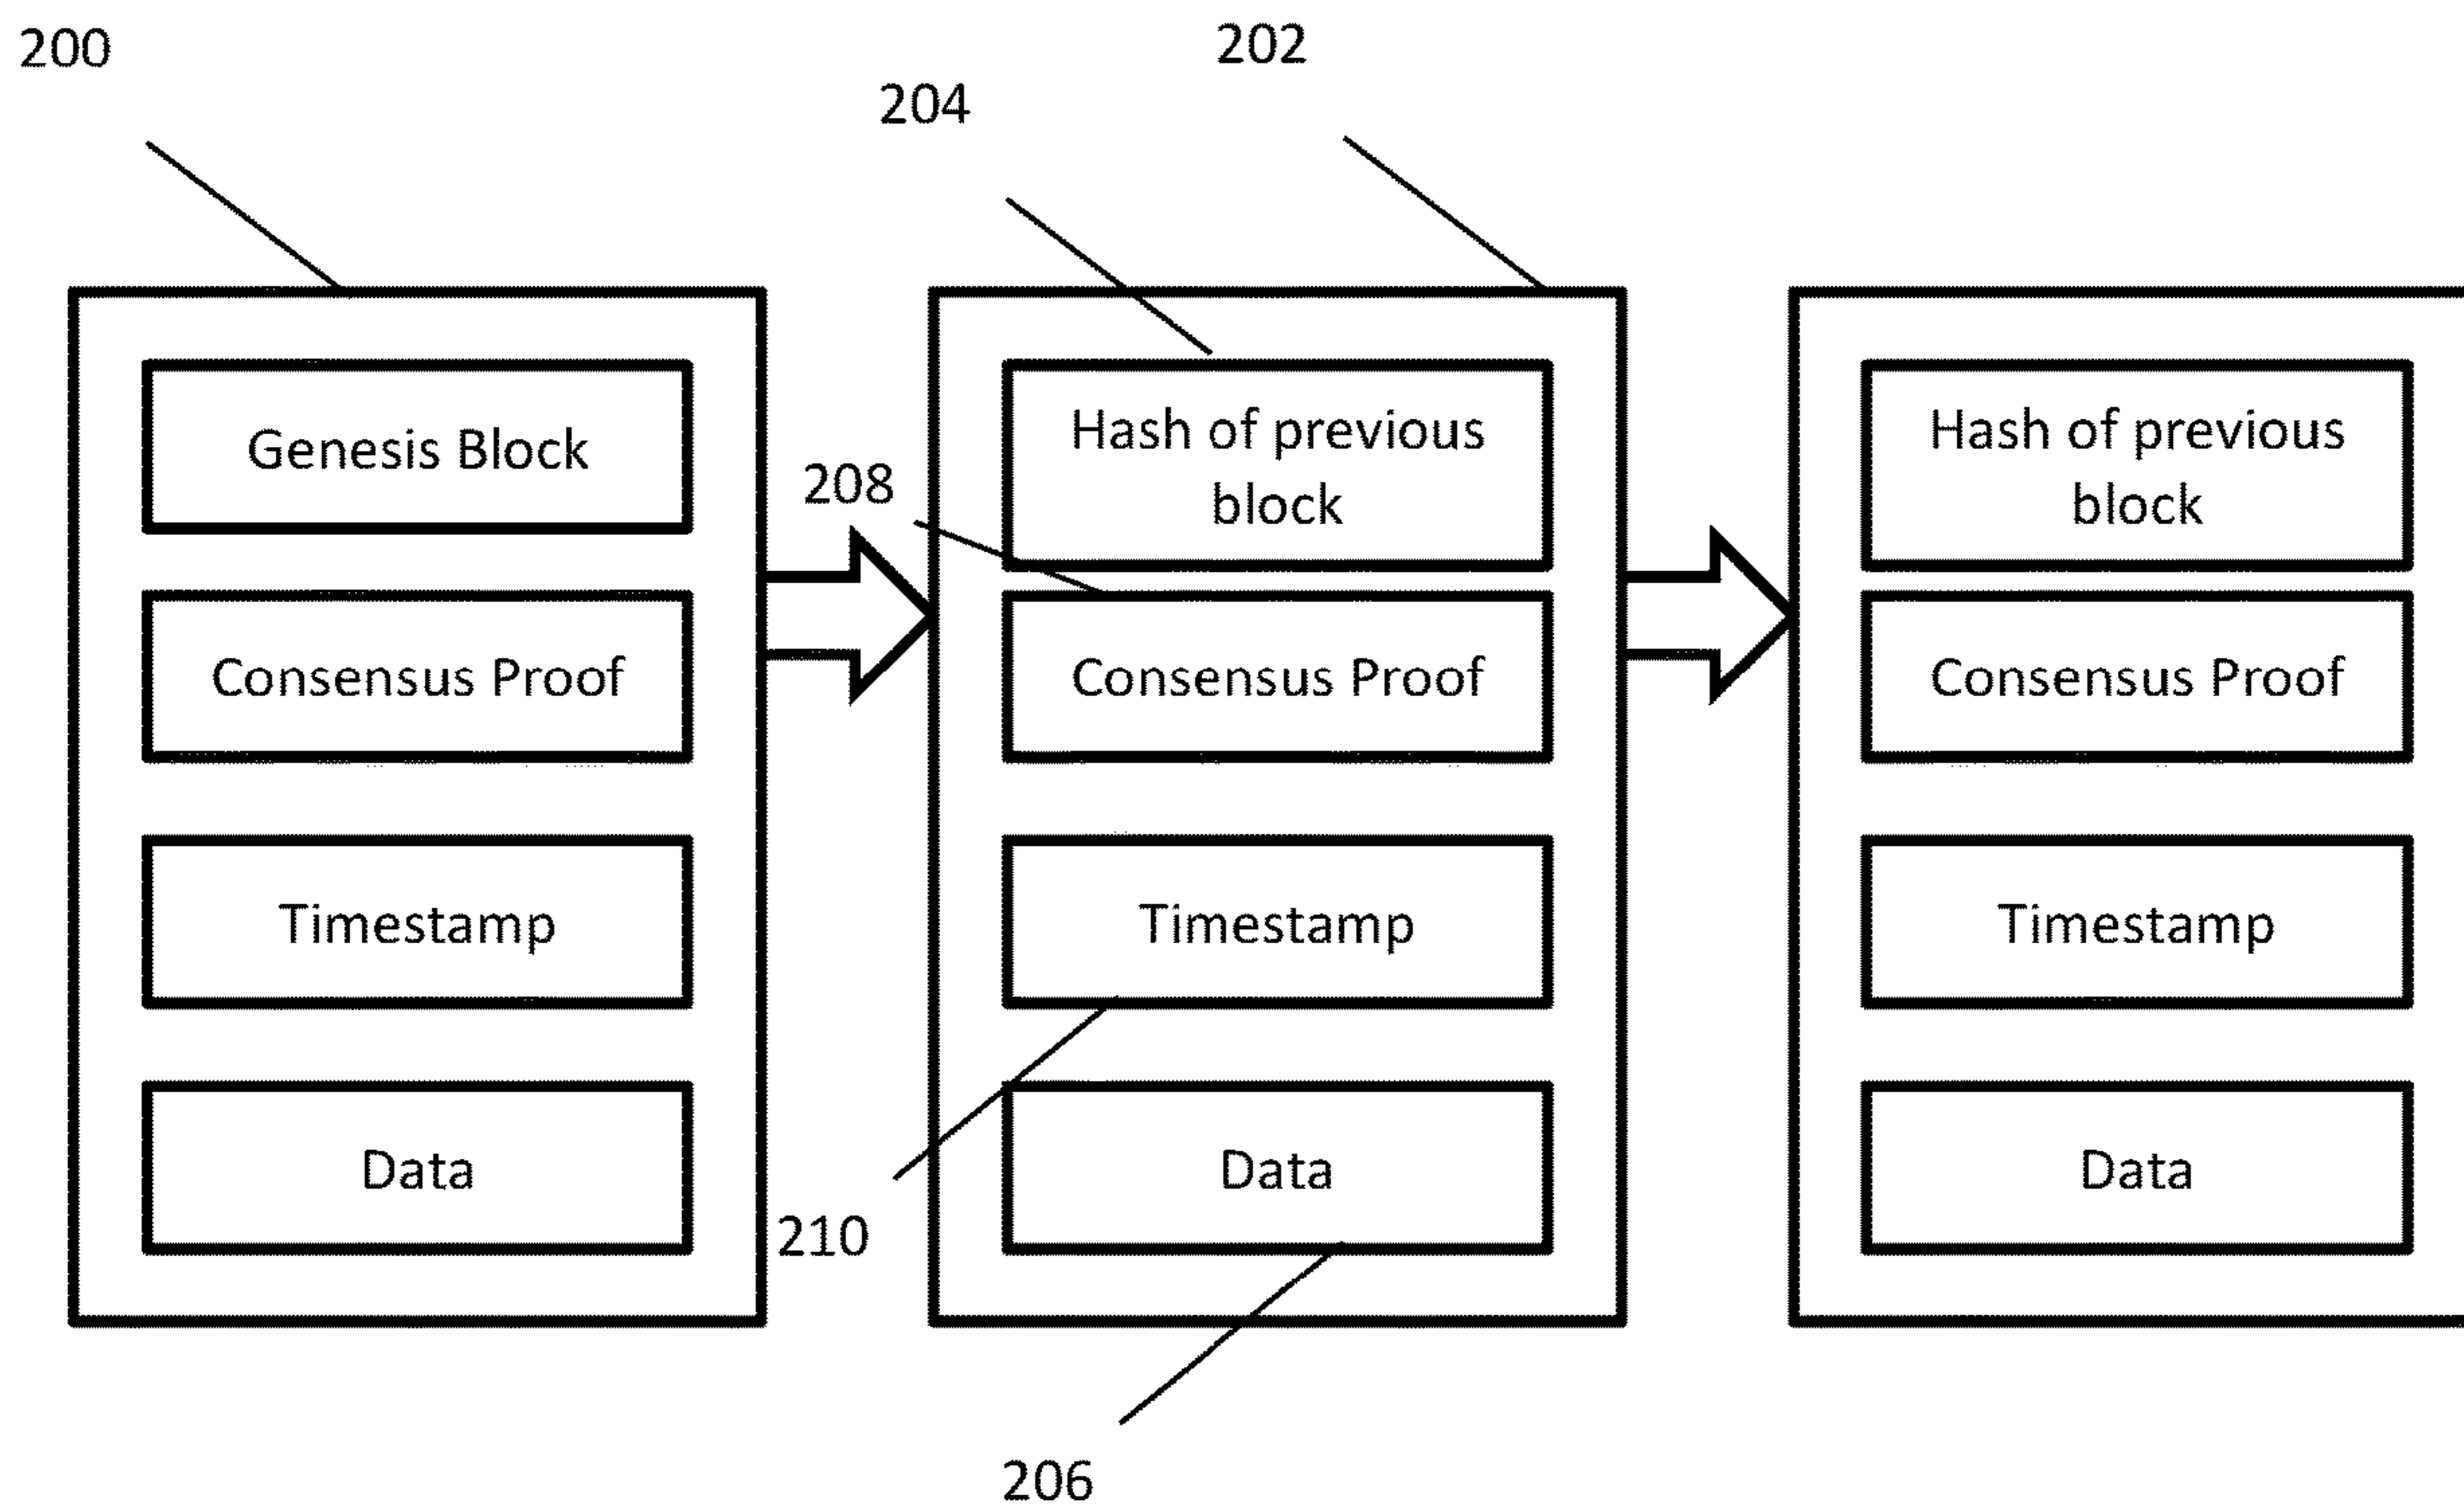 200
202
204
Genesis Block
Consensus Proof
Timestamp
Data
208
Hash of previous
block
Consensus Proof
Timestamp
Data
210
206
Hash of previous
block
Consensus Proof
Timestamp
Data